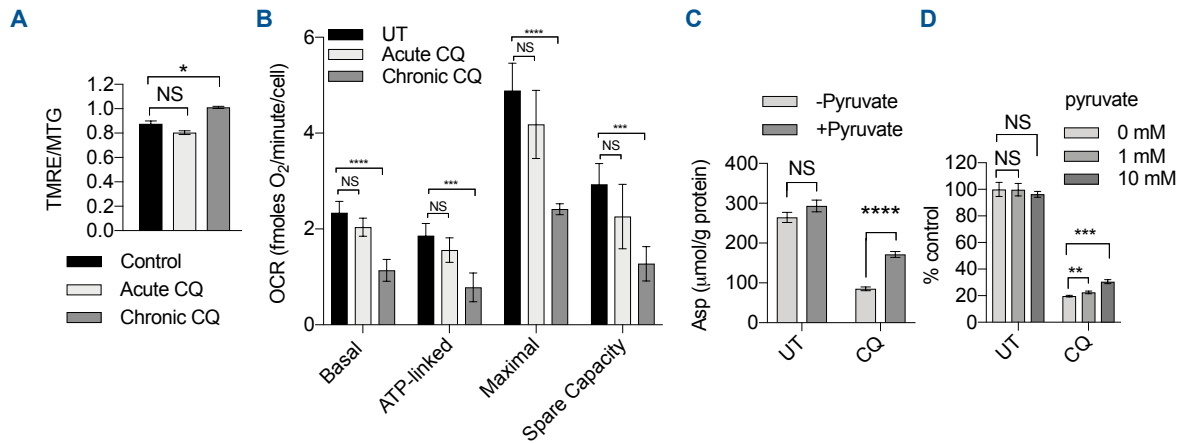 A
TMRE/MTG
1.2
1.0
0.8
0.6
0.4
0.2
0.0
NS
*
Control
Acute CQ
Chronic CQ
B
OCR (fmoles O₂/minute/cell)
6
4
2
0
UT
Acute CQ
Chronic CQ
****
NS
***
NS
****
NS
***
NS
Basal
ATP-linked
Maximal
Spare Capacity
C
-Pyruvate
+Pyruvate
Asp (μmol/g protein)
400
300
200
100
0
NS
****
UT
CQ
D
pyruvate
0 mM
1 mM
10 mM
% control
120
100
80
60
40
20
0
NS
NS
***
**
UT
CQ